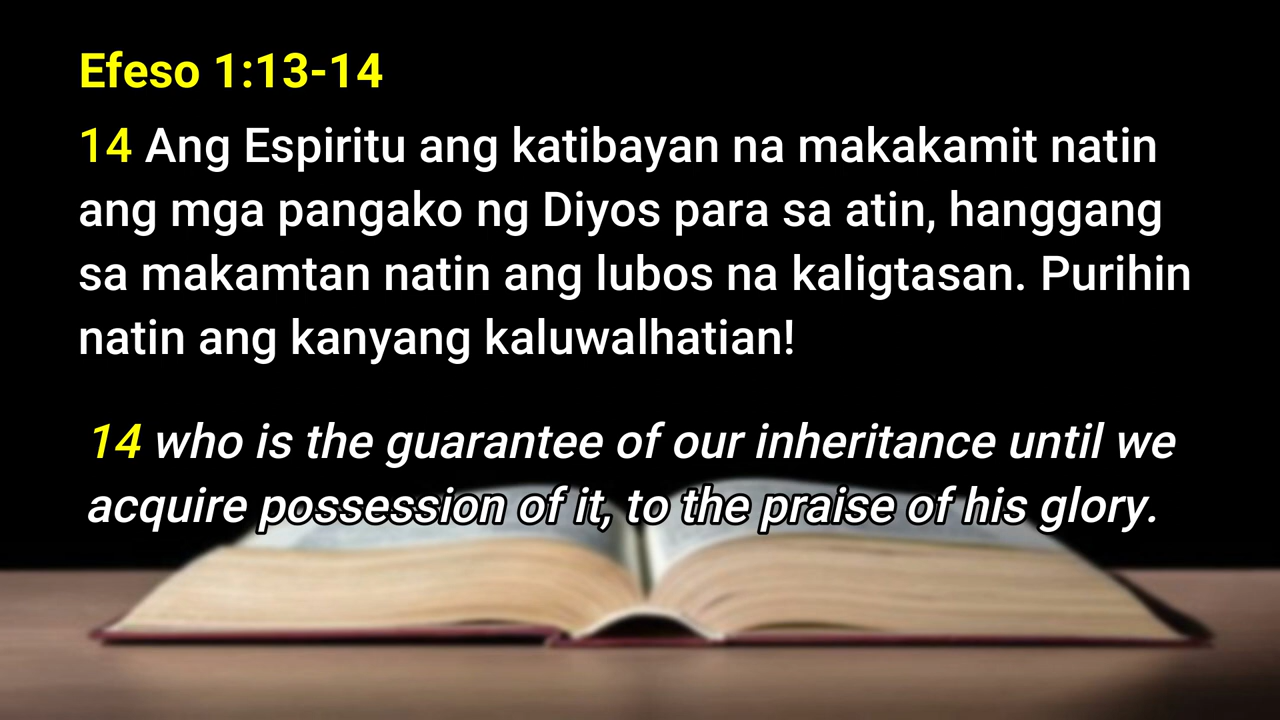 Efeso 1:13-14
14 Ang Espiritu ang katibayan na makakamit natin
ang mga pangako ng Diyos para sa atin, hanggang
sa makamtan natin ang lubos na kaligtasan. Purihin
natin ang kanyang kaluwalhatian!
14 who is the guarantee of our inheritance until we
acquire possession of it, to the praise of his glory.